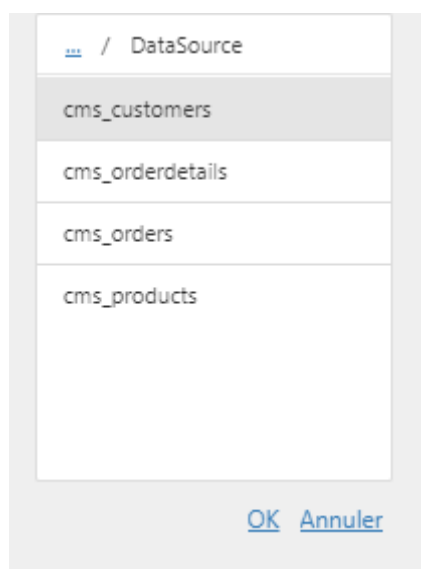 ... / DataSource
cms_customers
cms_orderdetails
cms_orders
cms_products
OK Annuler